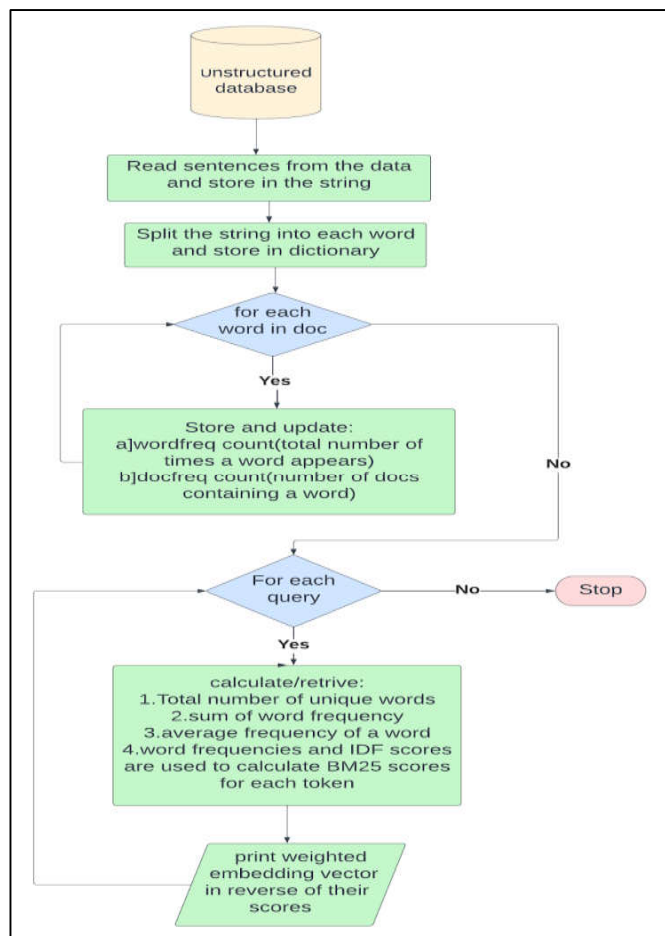 unstructured
database
Read sentences from the data
and store in the string
Split the string into each word
and store in dictionary
for each
word in doc
Yes
Store and update:
a]wordfreq count(total number of
times a word appears)
b]docfreq count(number of docs
containing a word)
No
For each
query
No
Stop
Yes
calculate/retrive:
1.Total number of unique words
2.sum of word frequency
3.average frequency of a word
4.word frequencies and IDF scores
are used to calculate BM25 scores
for each token
print weighted
embedding vector
in reverse of their
scores